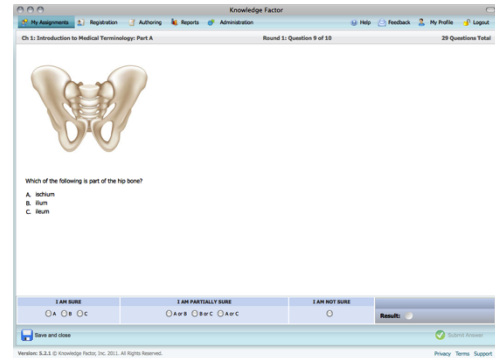 Knowledge Factor
My Assignments Registration Authoring Reports Administration Help Feedback My Profile Logout
Ch 1: Introduction to Medical Terminology: Part A Round 1: Question 9 of 10 29 Questions Total
Which of the following is part of the hip bone?
A. ischium
B. ilium
C. ileum
I AM SURE I AM PARTIALLY SURE I AM NOT SURE
A B C A or B B or C A or C Result:
Save and close Submit Answer
Version: 5.2.1 © Knowledge Factor, Inc. 2011. All Rights Reserved. Privacy Terms Support